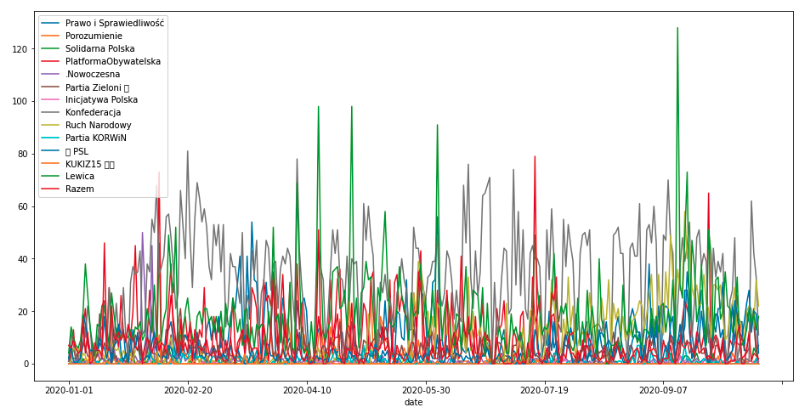 Prawo i Sprawiedliwość
Porozumienie
Solidarna Polska
PlatformaObywatelska
.Nowoczesna
Partia Zieloni
Inicjatywa Polska
Konfederacja
Ruch Narodowy
Partia KORWiN
PSL
KUKIZ15
Lewica
Razem
120
100
80
60
40
20
0
2020-01-01 2020-02-20 2020-04-10 2020-05-30 2020-07-19 2020-09-07
date